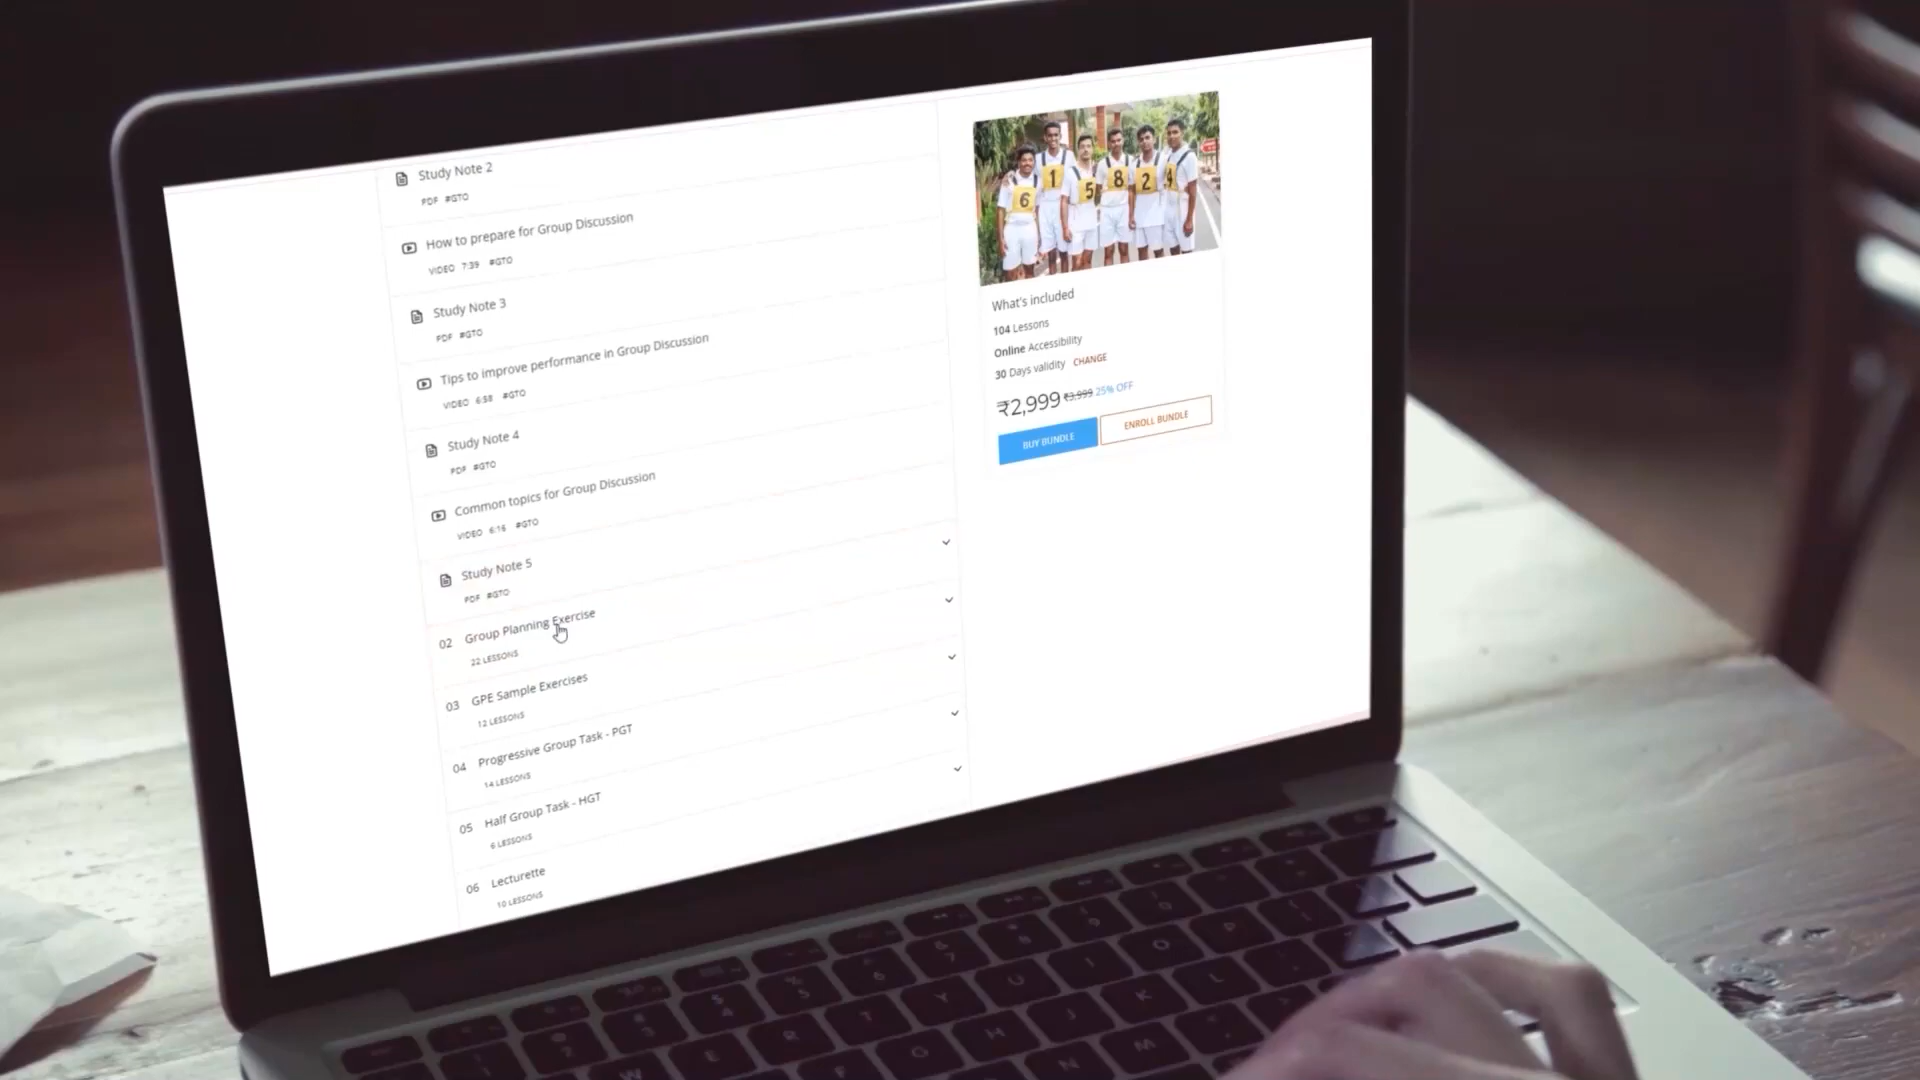 Study Note 2
PDF #GTO
How to prepare for Group Discussion
VIDEO 7:39 #GTO
Study Note 3
PDF #GTO
Tips to improve performance in Group Discussion
VIDEO 6:58 #GTO
Study Note 4
PDF #GTO
Common topics for Group Discussion
VIDEO 6:16 #GTO
Study Note 5
PDF #GTO
02 Group Planning Exercise
22 LESSONS
03 GPE Sample Exercises
12 LESSONS
04 Progressive Group Task - PGT
14 LESSONS
05 Half Group Task - HGT
6 LESSONS
06 Lecturette
10 LESSONS
6 1 5 8 2 4
What's included
104 Lessons
Online Accessibility
30 Days validity CHANGE
₹2,999 ₹3,999 25% OFF
BUY BUNDLE ENROLL BUNDLE